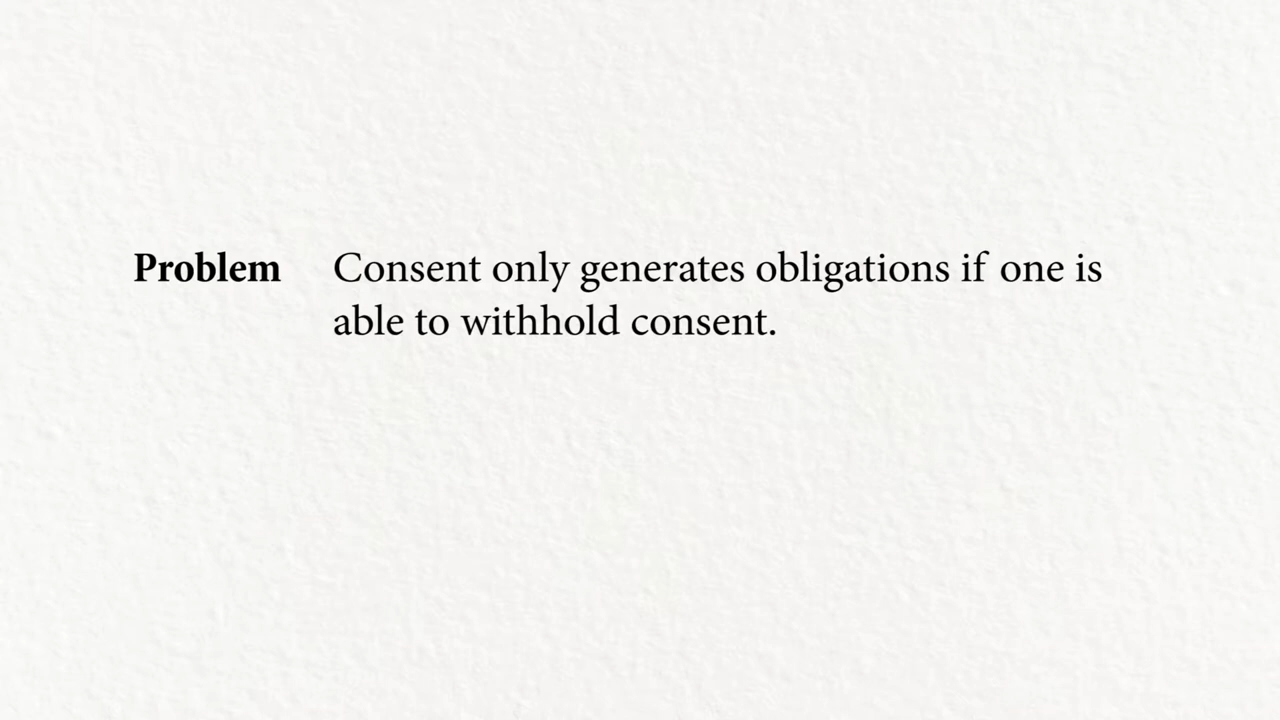 Problem Consent only generates obligations if one is
able to withhold consent.